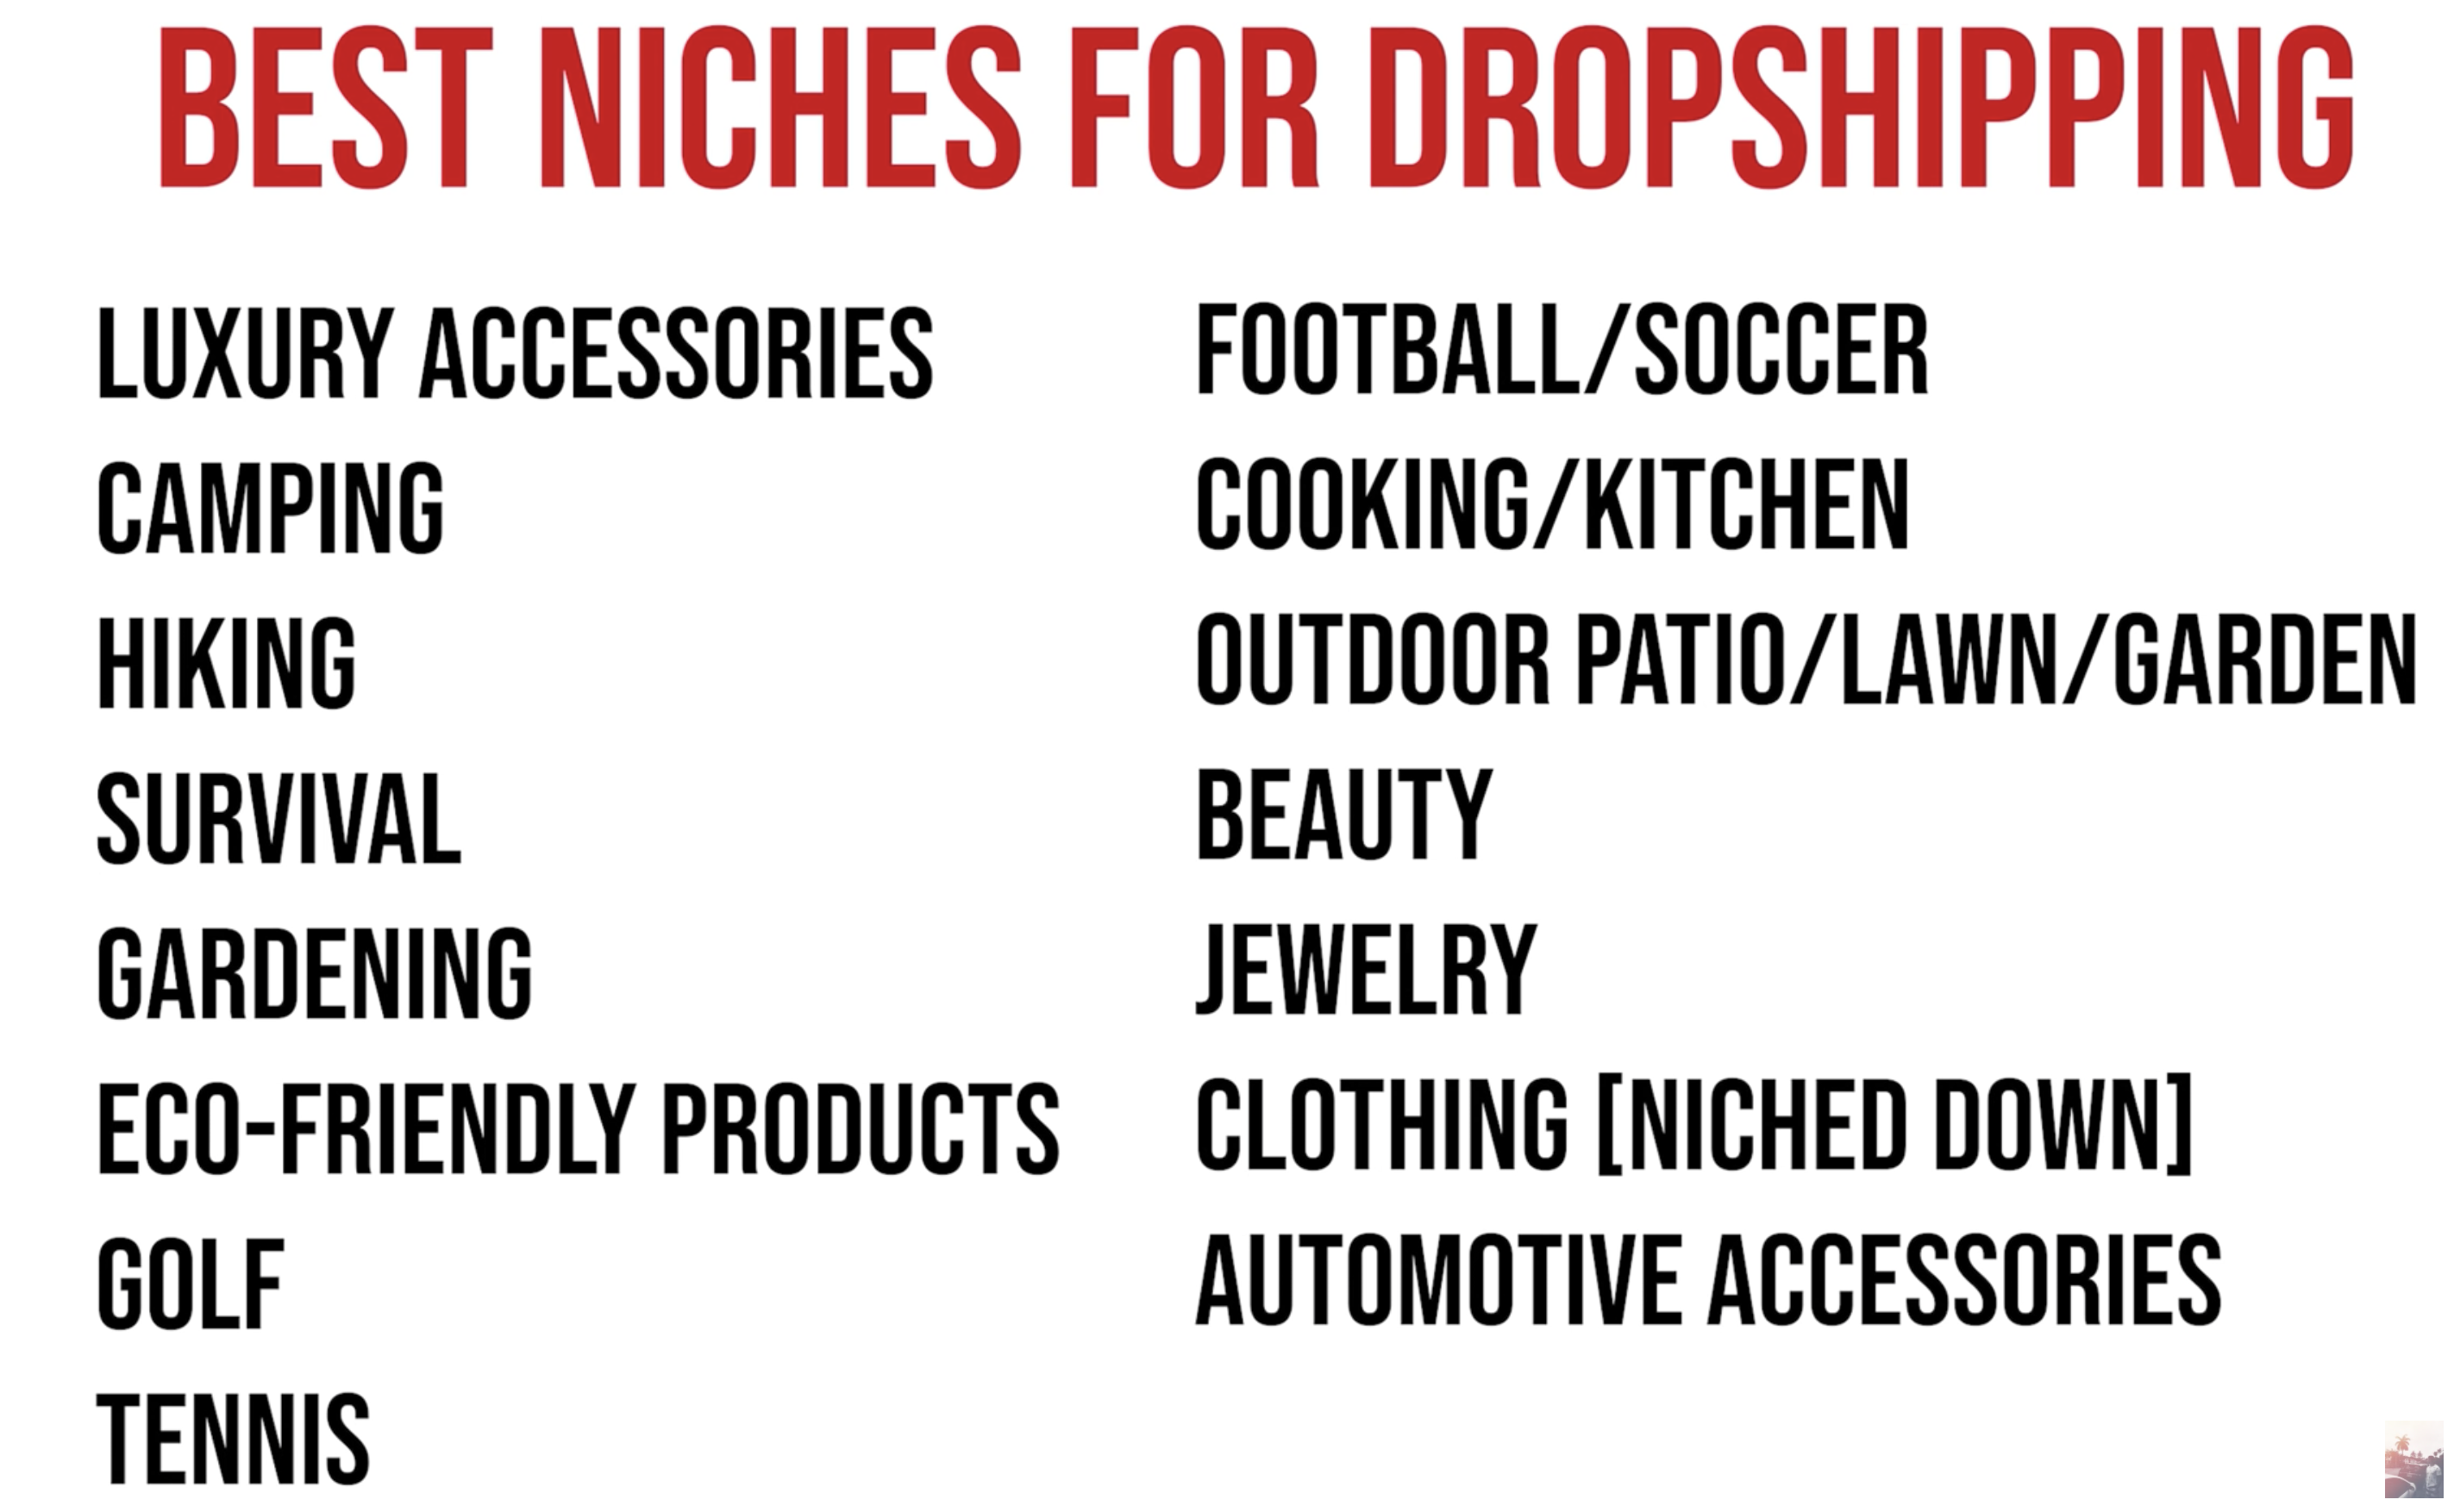 BEST NICHES FOR DROPSHIPPING
LUXURY ACCESSORIES
CAMPING
HIKING
SURVIVAL
GARDENING
ECO-FRIENDLY PRODUCTS
GOLF
TENNIS
FOOTBALL/SOCCER
COOKING/KITCHEN
OUTDOOR PATIO/LAWN/GARDEN
BEAUTY
JEWELRY
CLOTHING [NICHED DOWN]
AUTOMOTIVE ACCESSORIES